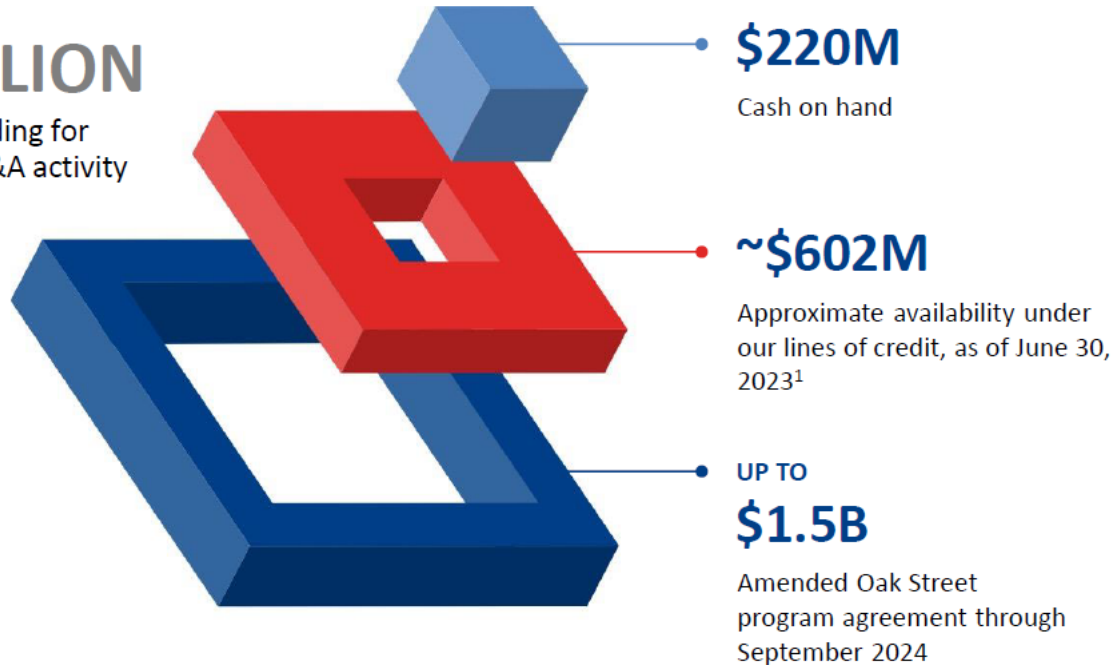 LION
ling for
&A activity
$220M
Cash on hand
~$602M
Approximate availability under
our lines of credit, as of June 30,
2023¹
UP TO
$1.5B
Amended Oak Street
program agreement through
September 2024